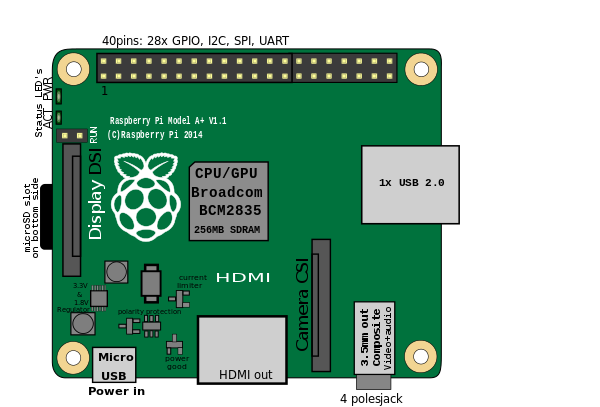 40pins: 28x GPIO, I2C, SPI, UART
Status LED's
ACT PWR
1
Raspberry Pi Model A+ V1.1
(C)Raspberry Pi 2014
RUN
Display DSI
microSD slot
on bottom side
CPU/GPU
Broadcom
BCM2835
256MB SDRAM
1x USB 2.0
3.3V
&
1.8V
Regulator
current
limiter
HDMI
polarity protection
power
good
Camera CSI
3.5mm out
Composite
Video+audio
Micro
USB
Power in
HDMI out
4 polesjack